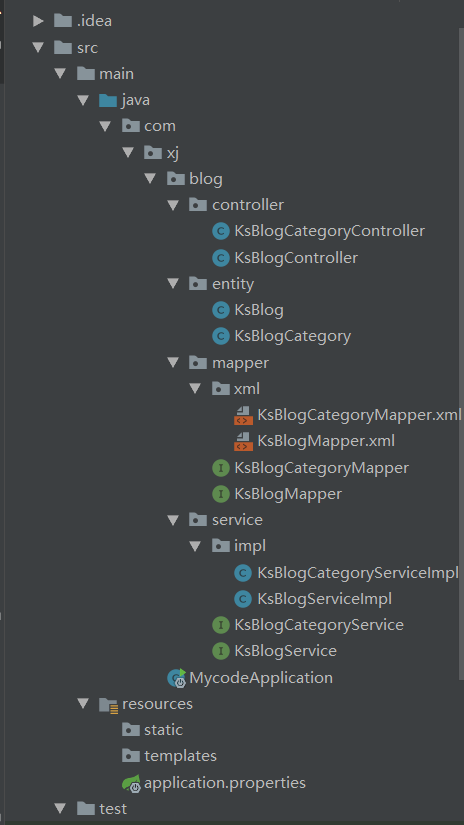 .idea
src
main
java
com
xj
blog
controller
KsBlogCategoryController
KsBlogController
entity
KsBlog
KsBlogCategory
mapper
xml
KsBlogCategoryMapper.xml
KsBlogMapper.xml
KsBlogCategoryMapper
KsBlogMapper
service
impl
KsBlogCategoryServiceImpl
KsBlogServiceImpl
KsBlogCategoryService
KsBlogService
MycodeApplication
resources
static
templates
application.properties
test